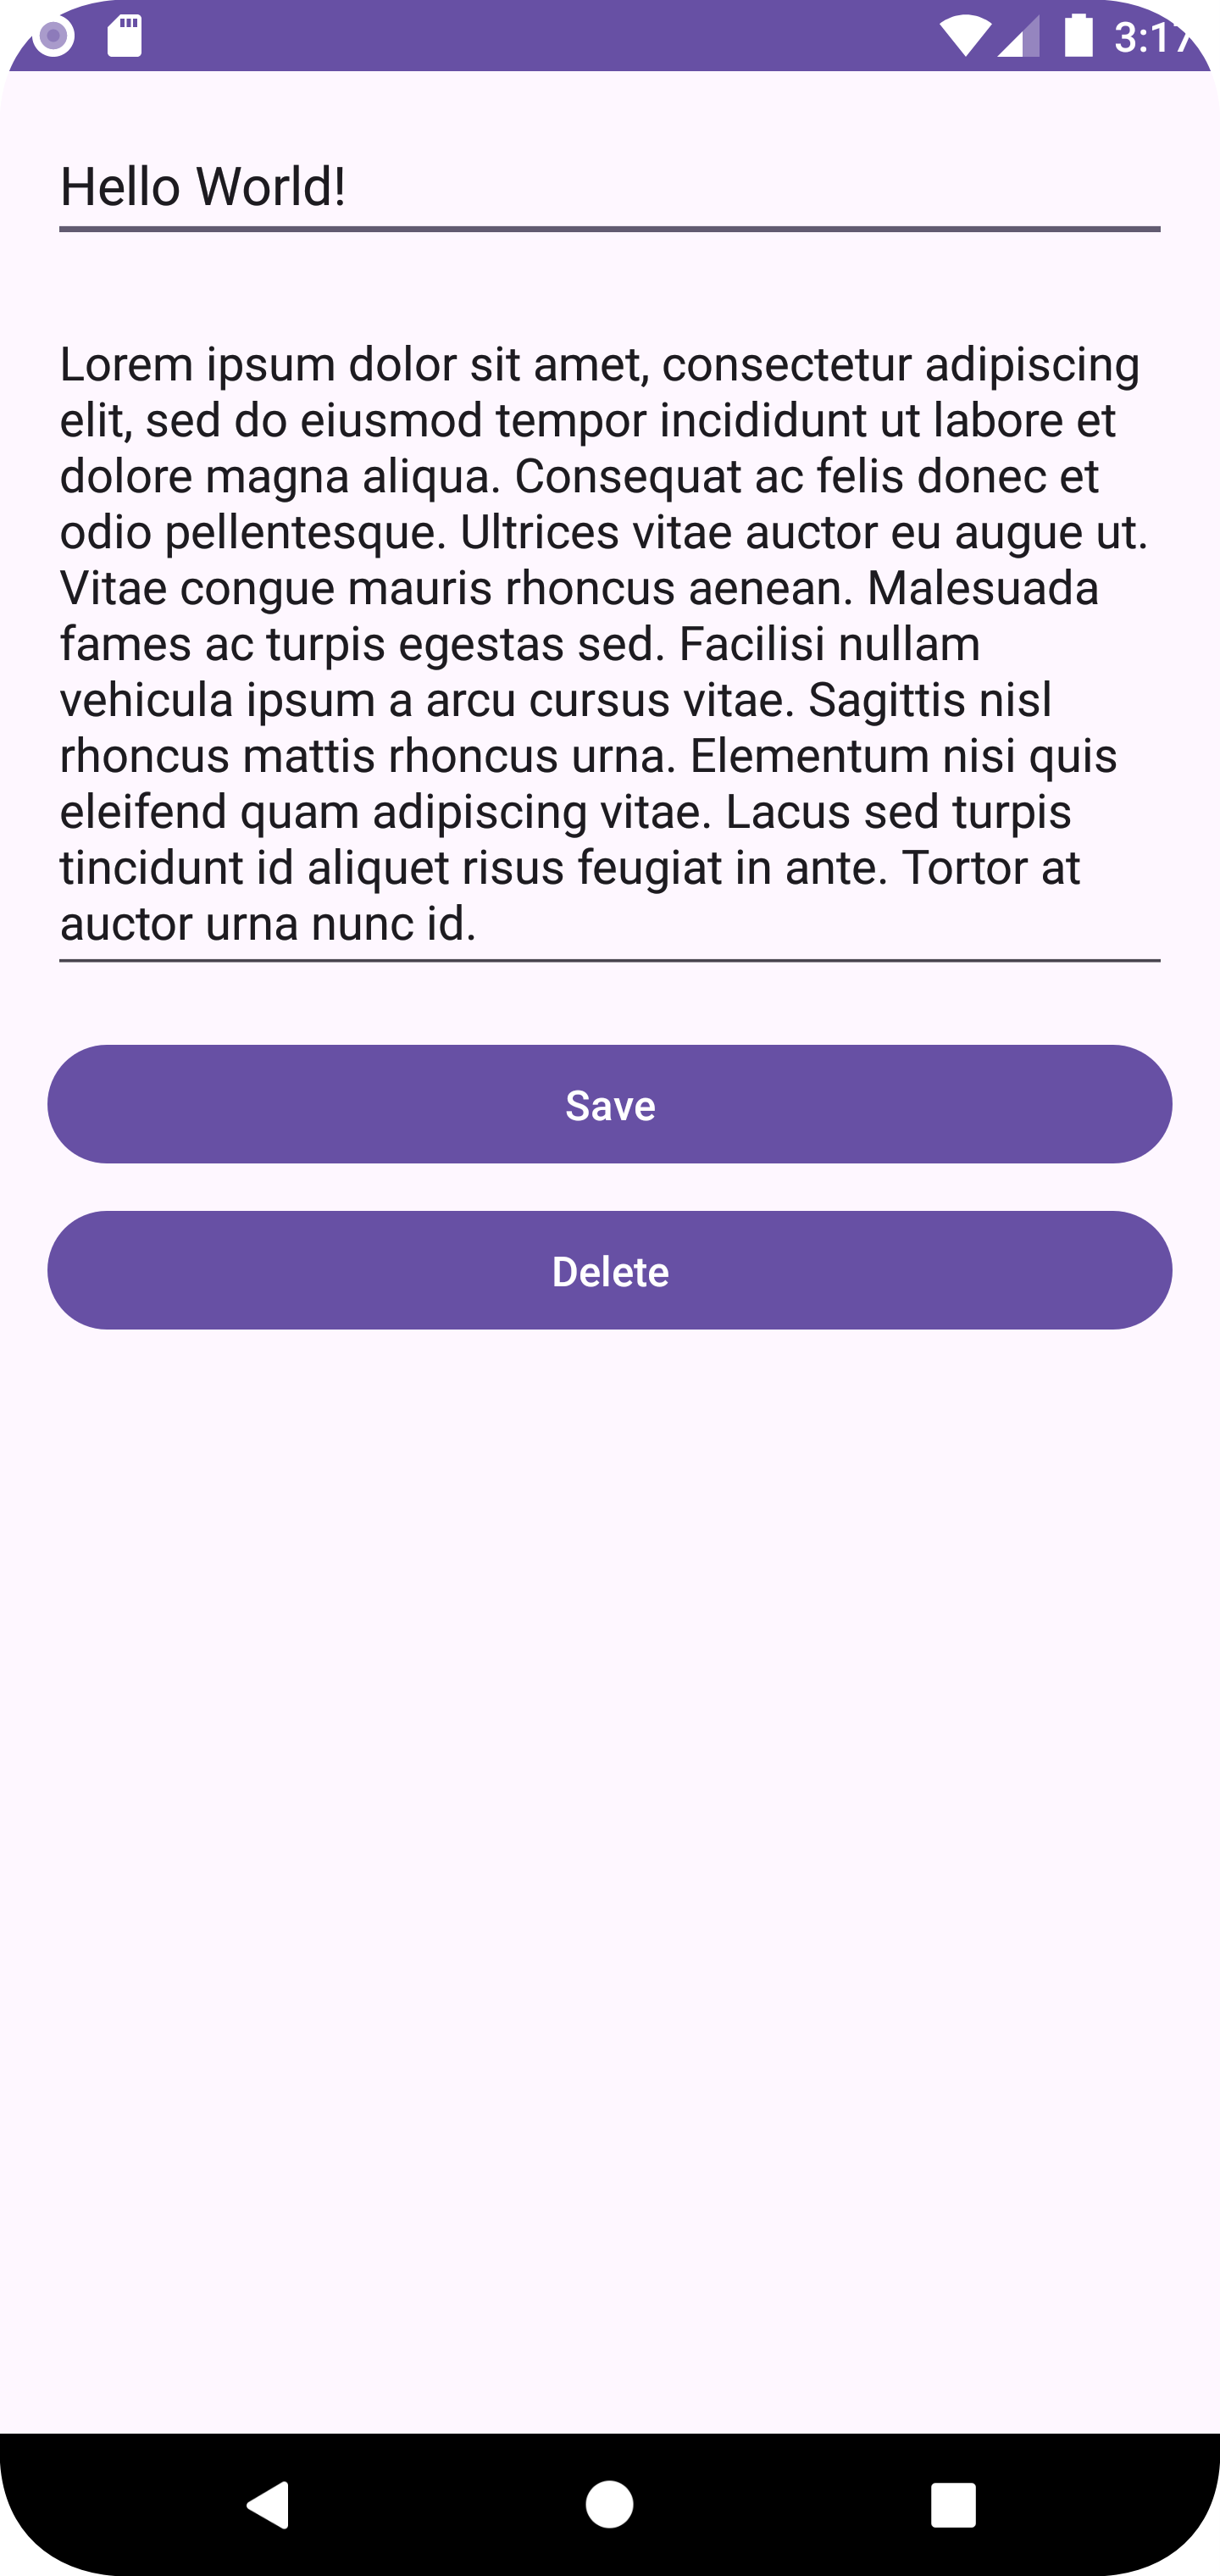 3:17
Hello World!
Lorem ipsum dolor sit amet, consectetur adipiscing
elit, sed do eiusmod tempor incididunt ut labore et
dolore magna aliqua. Consequat ac felis donec et
odio pellentesque. Ultrices vitae auctor eu augue ut.
Vitae congue mauris rhoncus aenean. Malesuada
fames ac turpis egestas sed. Facilisi nullam
vehicula ipsum a arcu cursus vitae. Sagittis nisl
rhoncus mattis rhoncus urna. Elementum nisi quis
eleifend quam adipiscing vitae. Lacus sed turpis
tincidunt id aliquet risus feugiat in ante. Tortor at
auctor urna nunc id.
Save
Delete